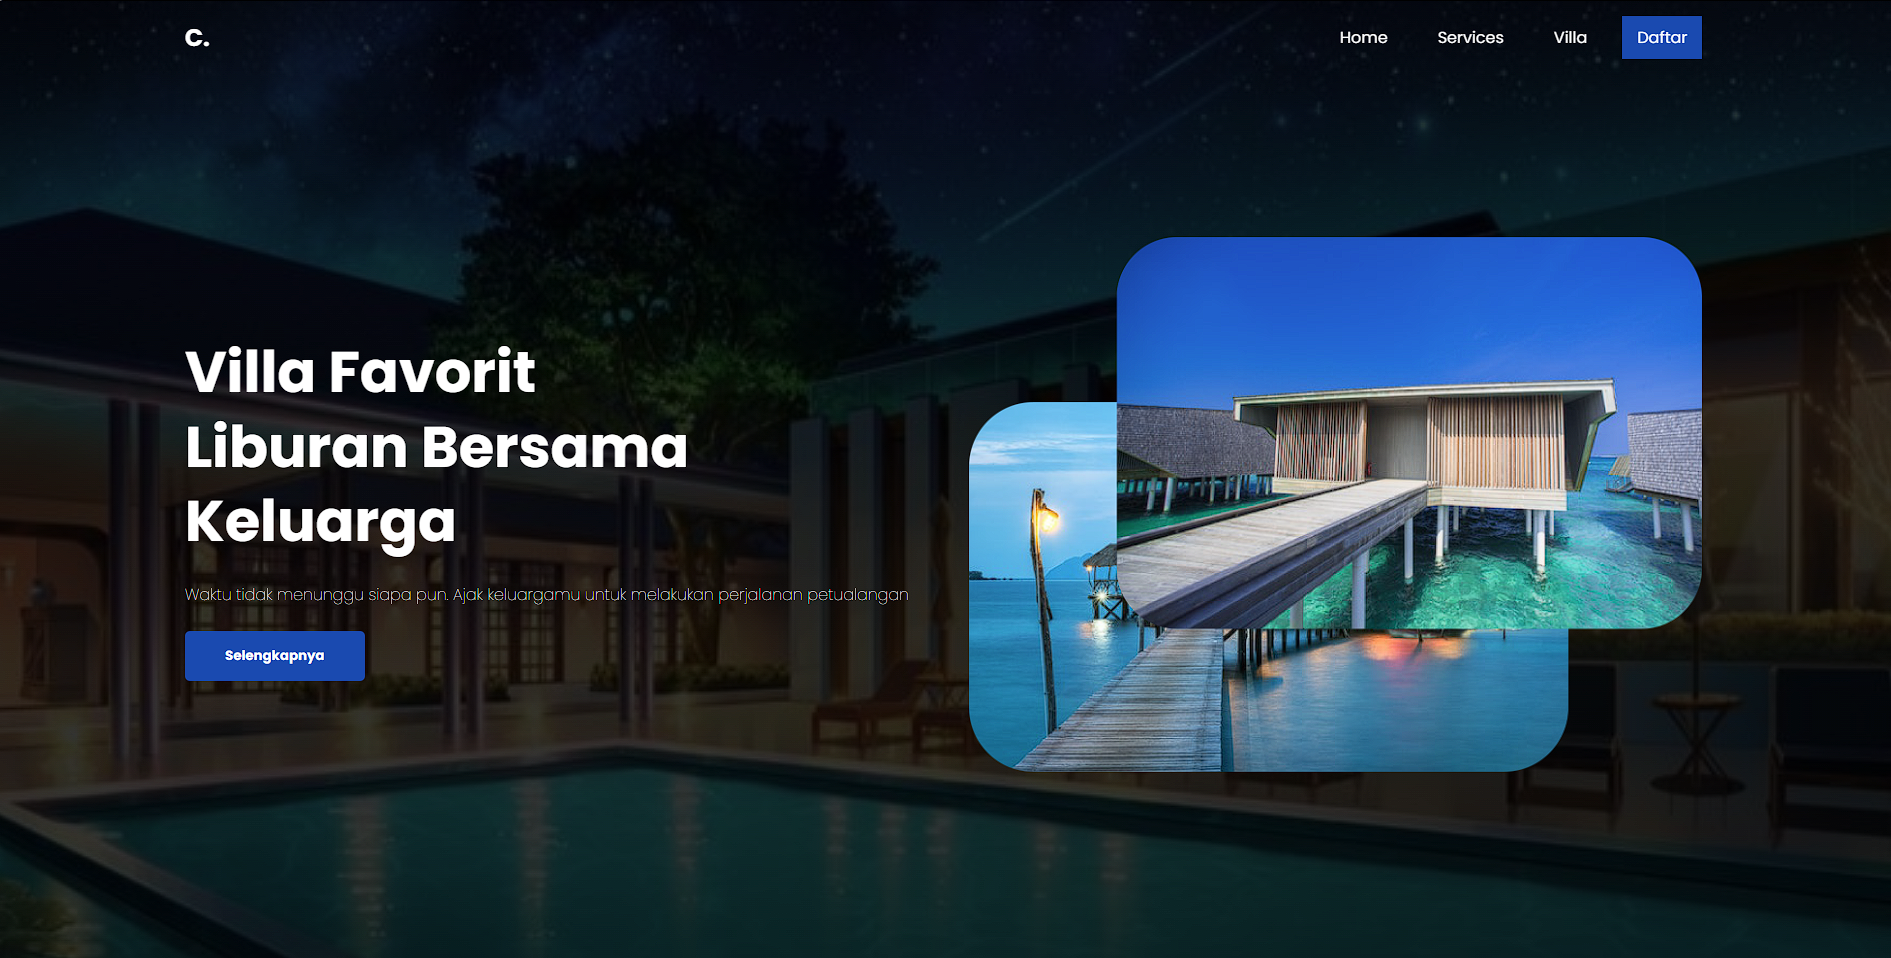 C.
Home
Services
Villa
Daftar
Villa Favorit
Liburan Bersama
Keluarga
Waktu tidak menunggu siapa pun. Ajak keluargamu untuk melakukan perjalanan petualangan
Selengkapnya